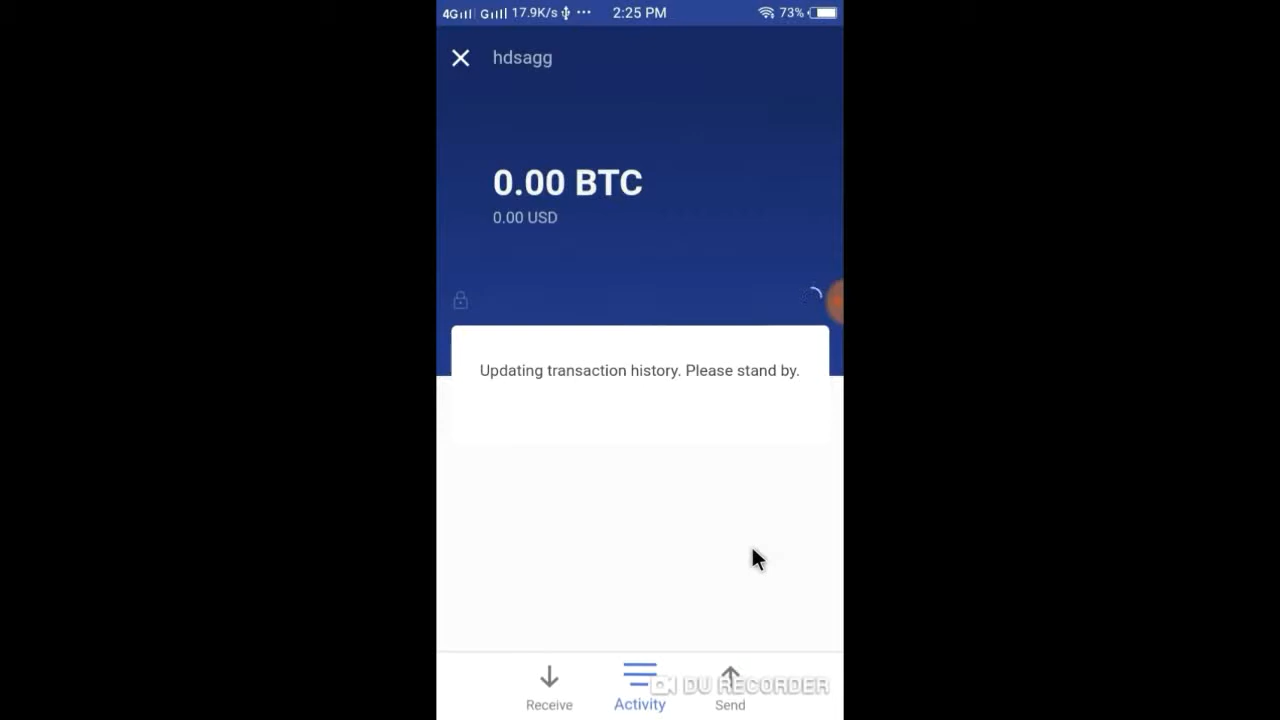 4G G 17.9K/s ••• 2:25 PM 73%
hdsagg
0.00 BTC
0.00 USD
Updating transaction history. Please stand by.
Receive Activity Send
DU RECORDER